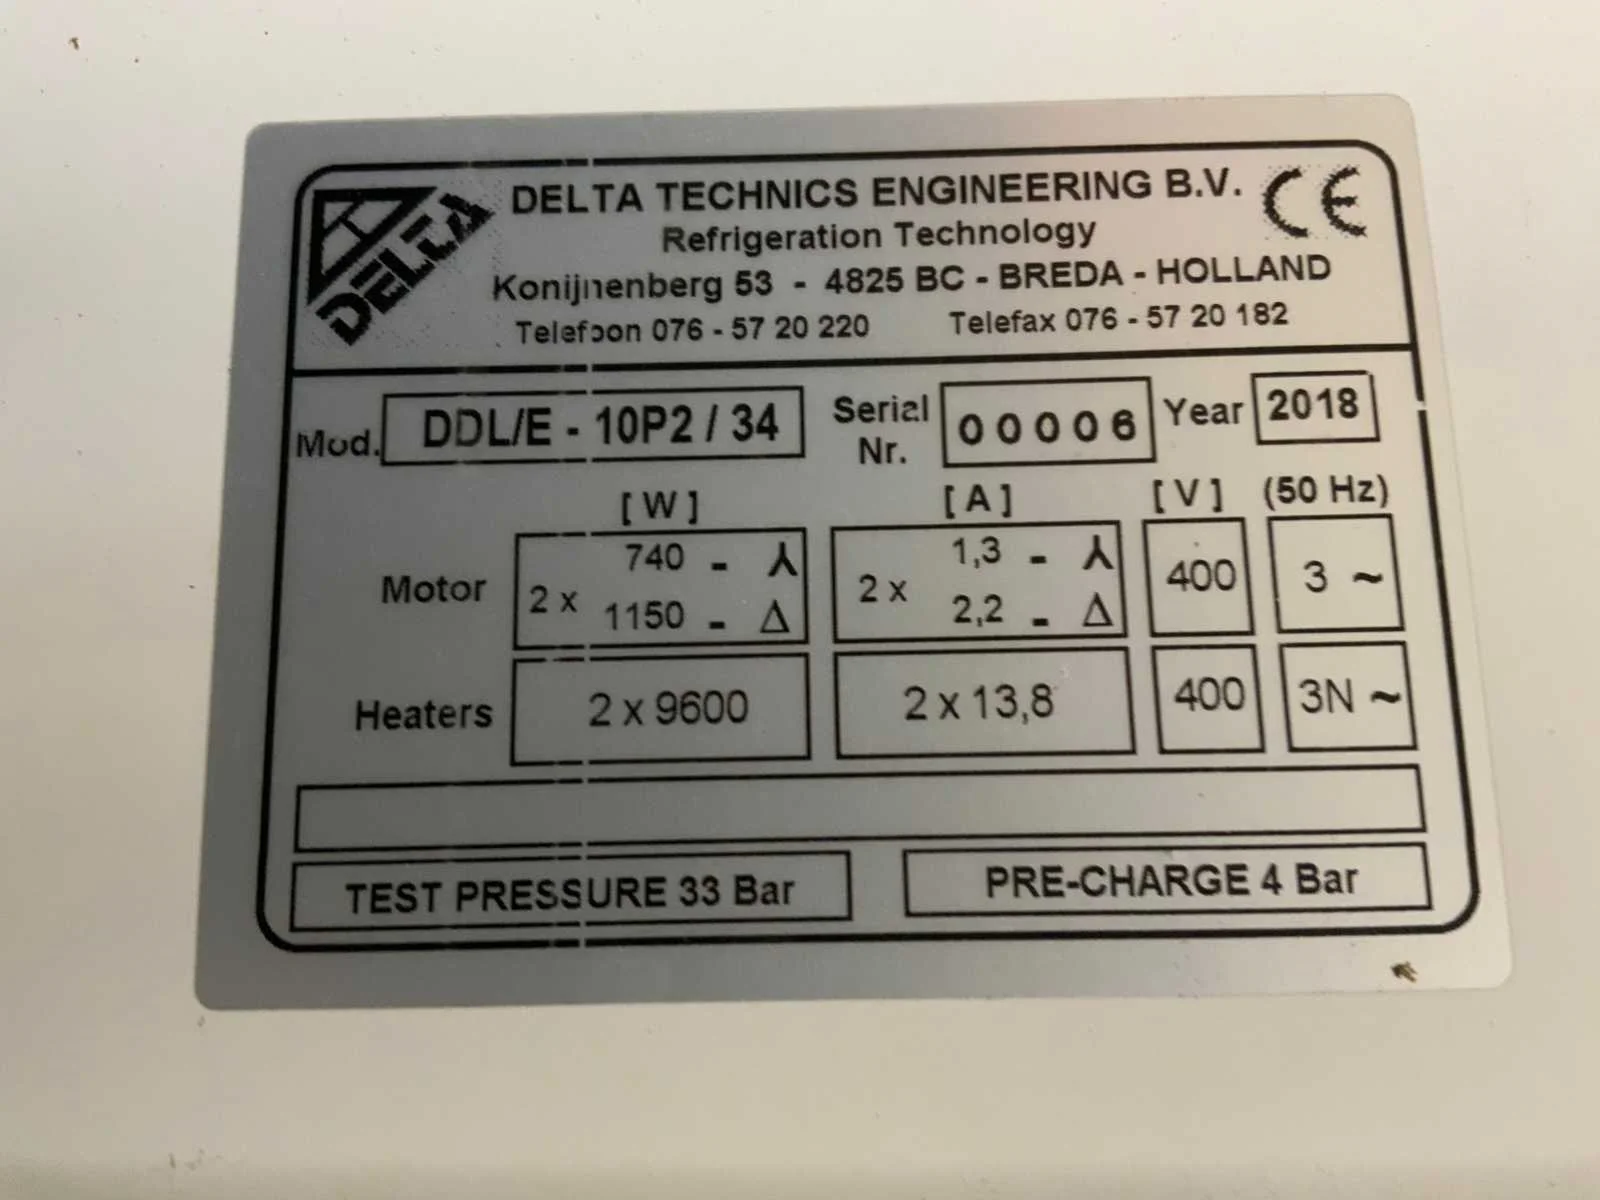 DELTA
DELTA TECHNICS ENGINEERING B.V. CE
Refrigeration Technology
Konijnenberg 53 - 4825 BC - BREDA - HOLLAND
Telefoon 076 - 57 20 220 Telefax 076 - 57 20 182
Mod. DDL/E - 10P2 / 34 Serial Nr. 00006 Year 2018
[ W ] [ A ] [ V ] (50 Hz)
Motor 2 x 740 - ⅄ 1150 - Δ 2 x 1,3 - ⅄ 2,2 - Δ 400 3 ~
Heaters 2 x 9600 2 x 13,8 400 3N ~
TEST PRESSURE 33 Bar PRE-CHARGE 4 Bar